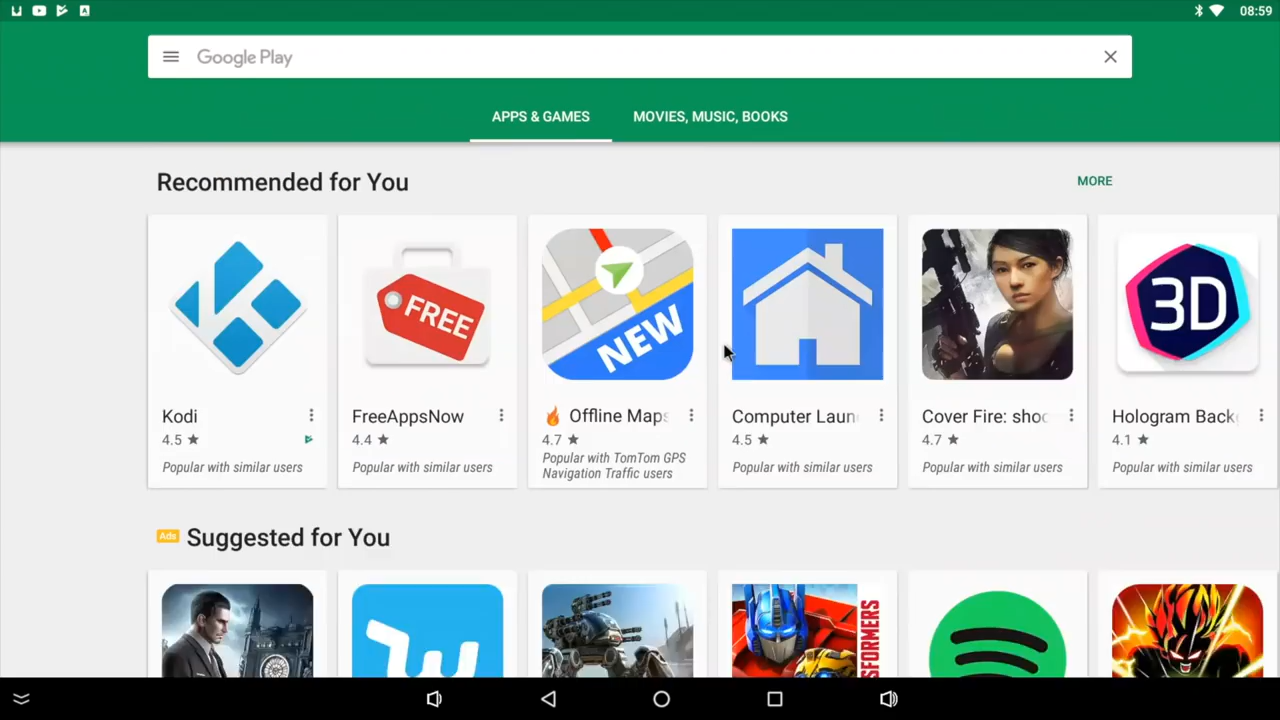 08:59
Google Play
APPS & GAMES
MOVIES, MUSIC, BOOKS
Recommended for You
MORE
FREE
NEW
3D
Kodi
FreeAppsNow
Offline Maps
Computer Laun
Cover Fire: shoo
Hologram Back
4.5
4.4
4.7
4.5
4.7
4.1
Popular with similar users
Popular with similar users
Popular with TomTom GPS
Navigation Traffic users
Popular with similar users
Popular with similar users
Popular with similar users
Ads
Suggested for You